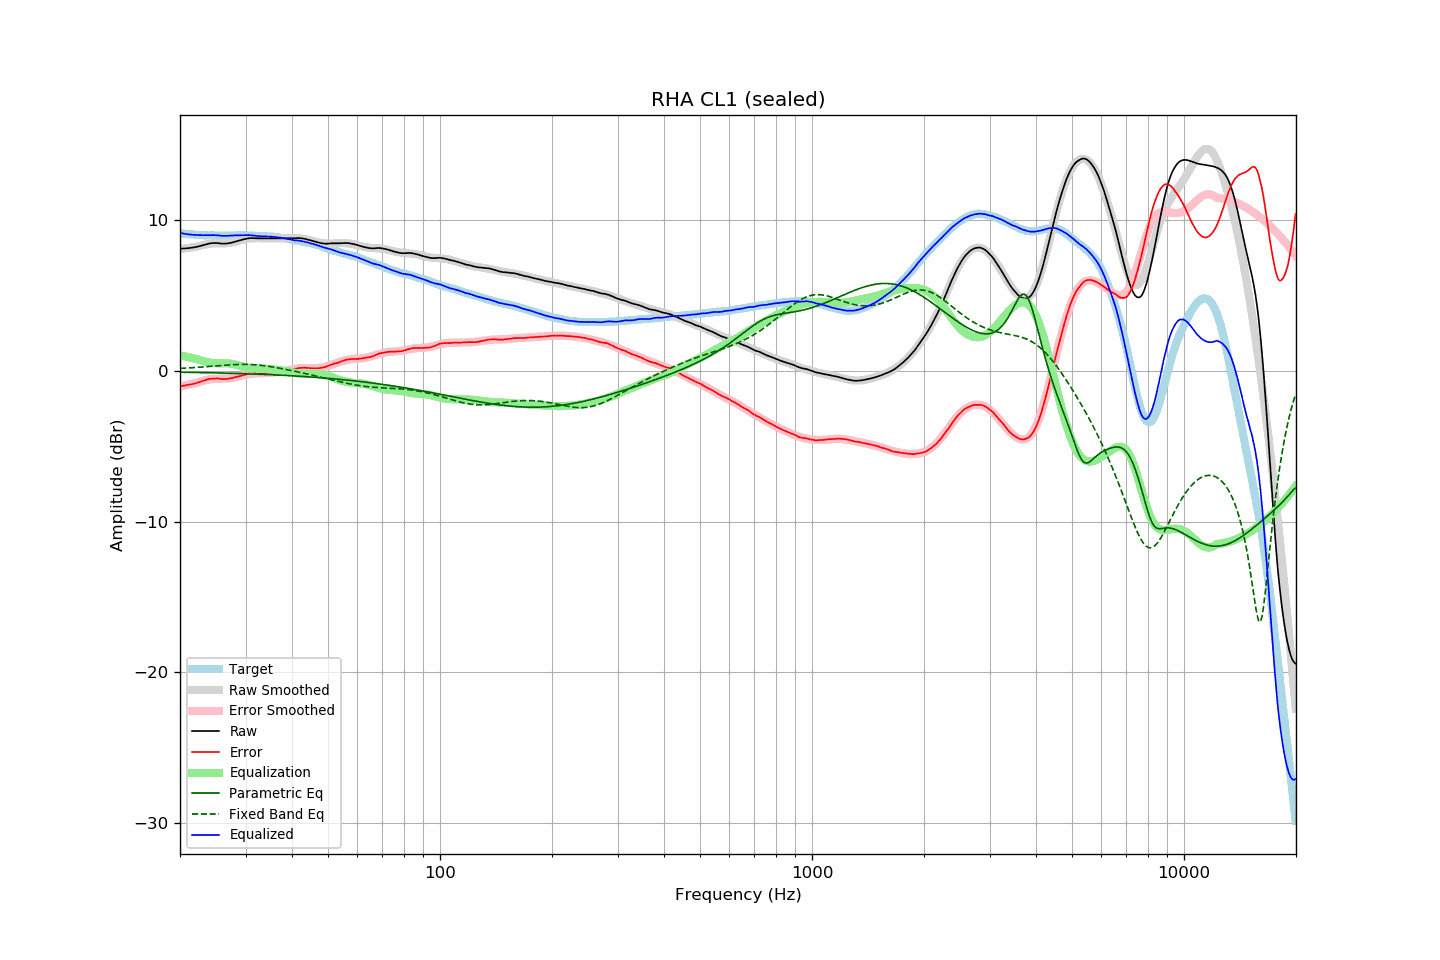 RHA CL1 (sealed)
Amplitude (dBr)
10
0
−10
−20
−30
Target
Raw Smoothed
Error Smoothed
Raw
Error
Equalization
Parametric Eq
Fixed Band Eq
Equalized
100
1000
10000
Frequency (Hz)